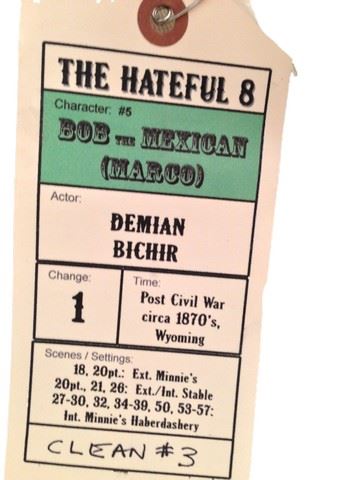 THE HATEFUL 8
Character: #5
BOB THE MEXICAN
(MARCO)
Actor:
DEMIAN
BICHIR
Change:
1
Time:
Post Civil War
circa 1870's,
Wyoming
Scenes / Settings:
18, 20pt.: Ext. Minnie's
20pt., 21, 26: Ext./Int. Stable
27-30, 32, 34-39, 50, 53-57:
Int. Minnie's Haberdashery
CLEAN #3